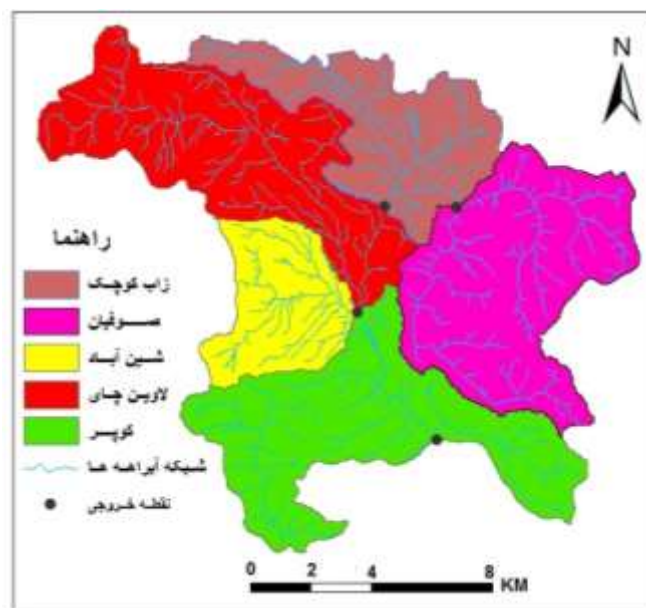 N
راهنما
زاب کوچک
صوفیان
شین آباد
لاوین چای
کوپر
شبکه آبراهه ها
نقطه خروجی
0 2 4 8
KM